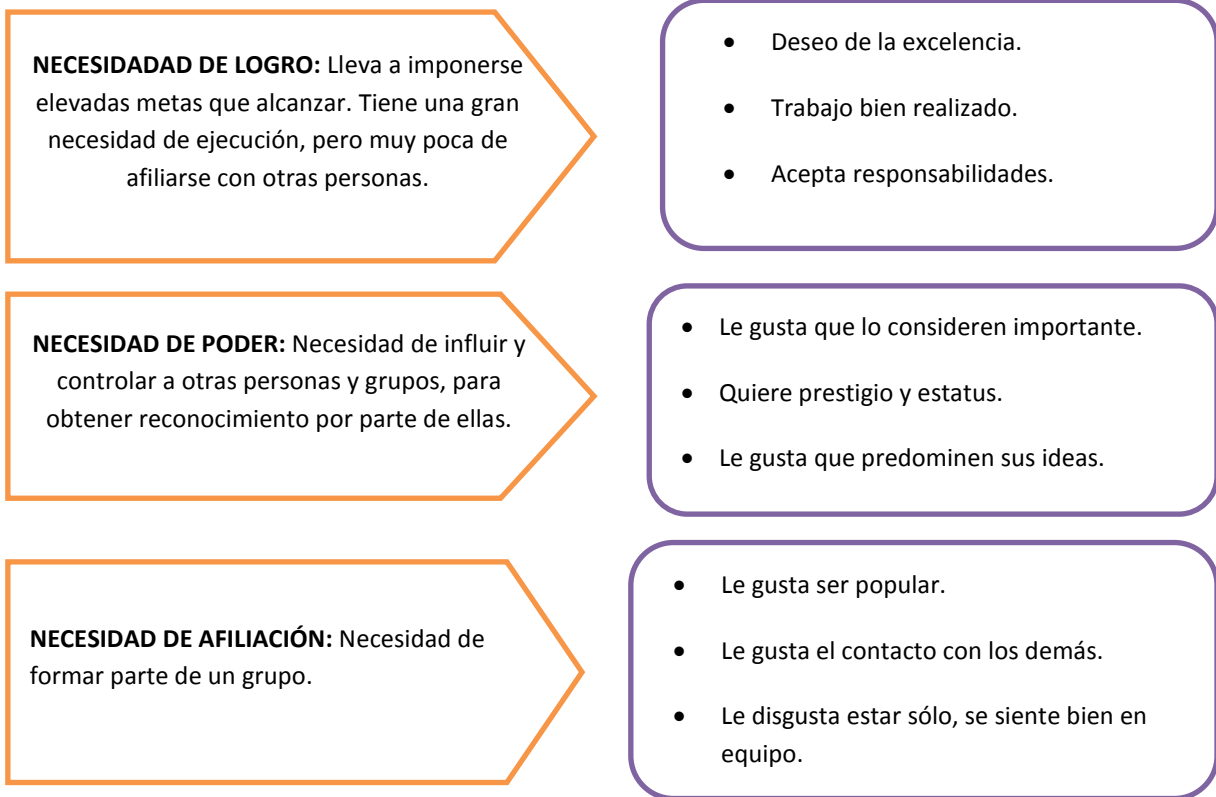 NECESIDADAD DE LOGRO: Lleva a imponerse
elevadas metas que alcanzar. Tiene una gran
necesidad de ejecución, pero muy poca de
afiliarse con otras personas.
• Deseo de la excelencia.
• Trabajo bien realizado.
• Acepta responsabilidades.
NECESIDAD DE PODER: Necesidad de influir y
controlar a otras personas y grupos, para
obtener reconocimiento por parte de ellas.
• Le gusta que lo consideren importante.
• Quiere prestigio y estatus.
• Le gusta que predominen sus ideas.
NECESIDAD DE AFILIACIÓN: Necesidad de
formar parte de un grupo.
• Le gusta ser popular.
• Le gusta el contacto con los demás.
• Le disgusta estar sólo, se siente bien en
equipo.